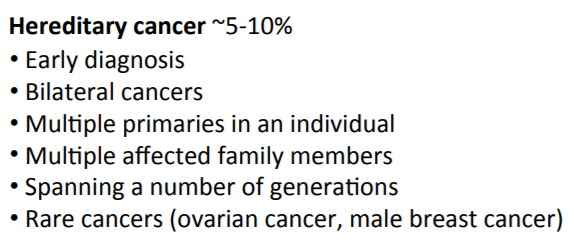 Hereditary cancer ~5-10%
• Early diagnosis
• Bilateral cancers
• Multiple primaries in an individual
• Multiple affected family members
• Spanning a number of generations
• Rare cancers (ovarian cancer, male breast cancer)